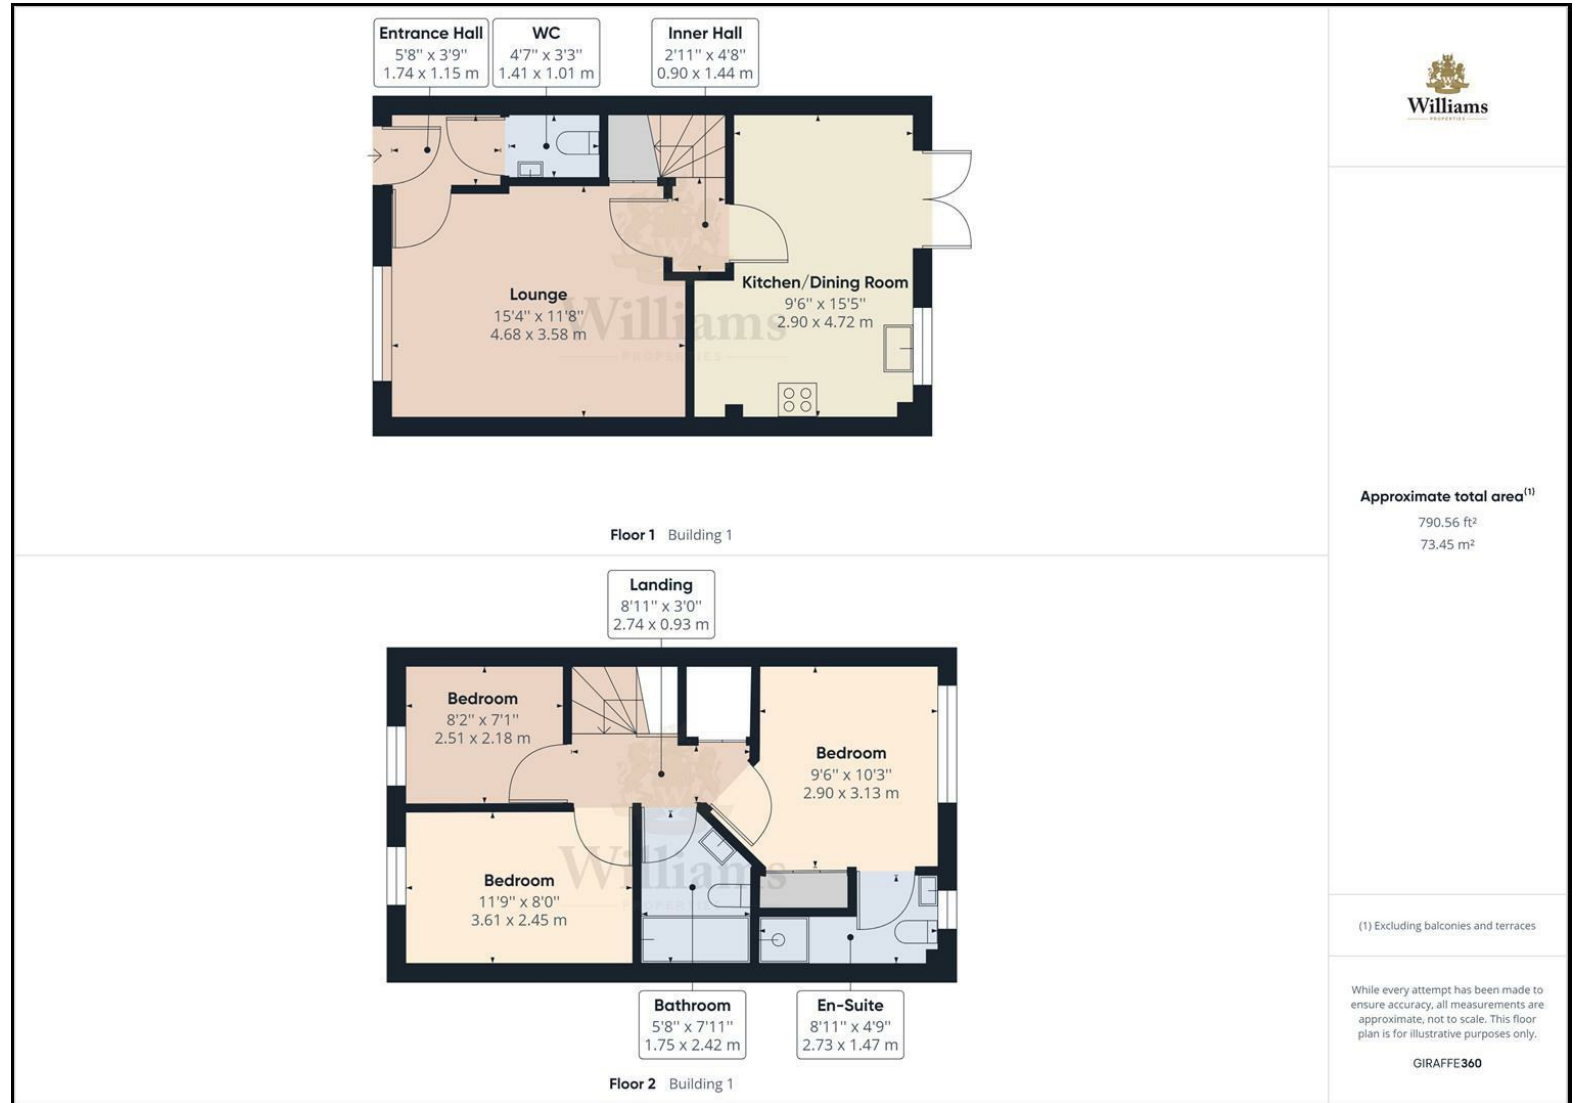 Entrance Hall
5'8" x 3'9"
1.74 x 1.15 m
WC
4'7" x 3'3"
1.41 x 1.01 m
Inner Hall
2'11" x 4'8"
0.90 x 1.44 m
Lounge
15'4" x 11'8"
4.68 x 3.58 m
Kitchen/Dining Room
9'6" x 15'5"
2.90 x 4.72 m
Williams
PROPERTIES
Floor 1 Building 1
Landing
8'11" x 3'0"
2.74 x 0.93 m
Bedroom
8'2" x 7'1"
2.51 x 2.18 m
Bedroom
9'6" x 10'3"
2.90 x 3.13 m
Bedroom
11'9" x 8'0"
3.61 x 2.45 m
Williams
PROPERTIES
Bathroom
5'8" x 7'11"
1.75 x 2.42 m
En-Suite
8'11" x 4'9"
2.73 x 1.47 m
Floor 2 Building 1
W
Williams
PROPERTIES
Approximate total area(1)
790.56 ft²
73.45 m²
(1) Excluding balconies and terraces
While every attempt has been made to
ensure accuracy, all measurements are
approximate, not to scale. This floor
plan is for illustrative purposes only.
GIRAFFE360